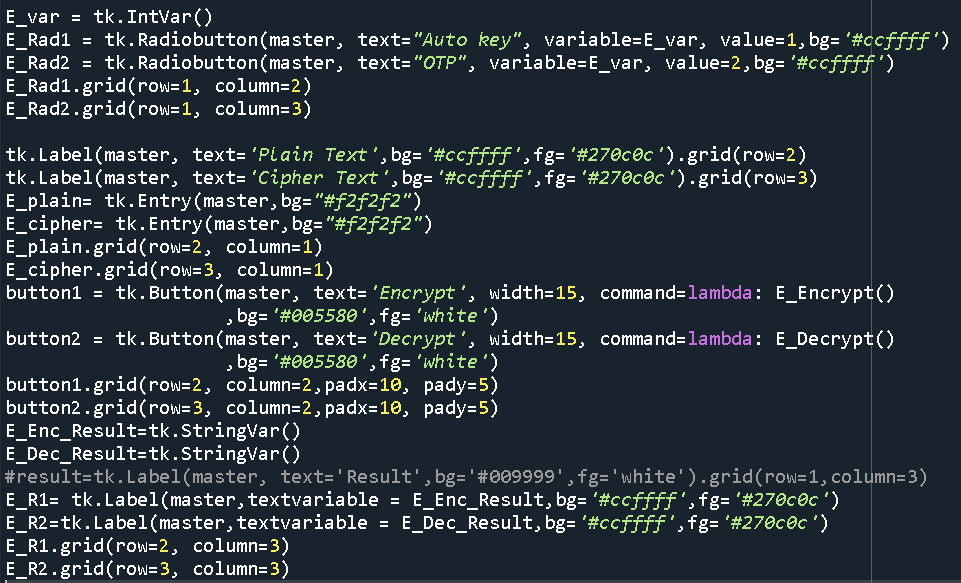 E_var = tk.IntVar()
E_Rad1 = tk.Radiobutton(master, text="Auto key", variable=E_var, value=1,bg='#ccffff')
E_Rad2 = tk.Radiobutton(master, text="OTP", variable=E_var, value=2,bg='#ccffff')
E_Rad1.grid(row=1, column=2)
E_Rad2.grid(row=1, column=3)

tk.Label(master, text='Plain Text',bg='#ccffff',fg='#270c0c').grid(row=2)
tk.Label(master, text='Cipher Text',bg='#ccffff',fg='#270c0c').grid(row=3)
E_plain= tk.Entry(master,bg="#f2f2f2")
E_cipher= tk.Entry(master,bg="#f2f2f2")
E_plain.grid(row=2, column=1)
E_cipher.grid(row=3, column=1)
button1 = tk.Button(master, text='Encrypt', width=15, command=lambda: E_Encrypt()
                    ,bg='#005580',fg='white')
button2 = tk.Button(master, text='Decrypt', width=15, command=lambda: E_Decrypt()
                    ,bg='#005580',fg='white')
button1.grid(row=2, column=2,padx=10, pady=5)
button2.grid(row=3, column=2,padx=10, pady=5)
E_Enc_Result=tk.StringVar()
E_Dec_Result=tk.StringVar()
#result=tk.Label(master, text='Result',bg='#009999',fg='white').grid(row=1,column=3)
E_R1= tk.Label(master,textvariable = E_Enc_Result,bg='#ccffff',fg='#270c0c')
E_R2=tk.Label(master,textvariable = E_Dec_Result,bg='#ccffff',fg='#270c0c')
E_R1.grid(row=2, column=3)
E_R2.grid(row=3, column=3)